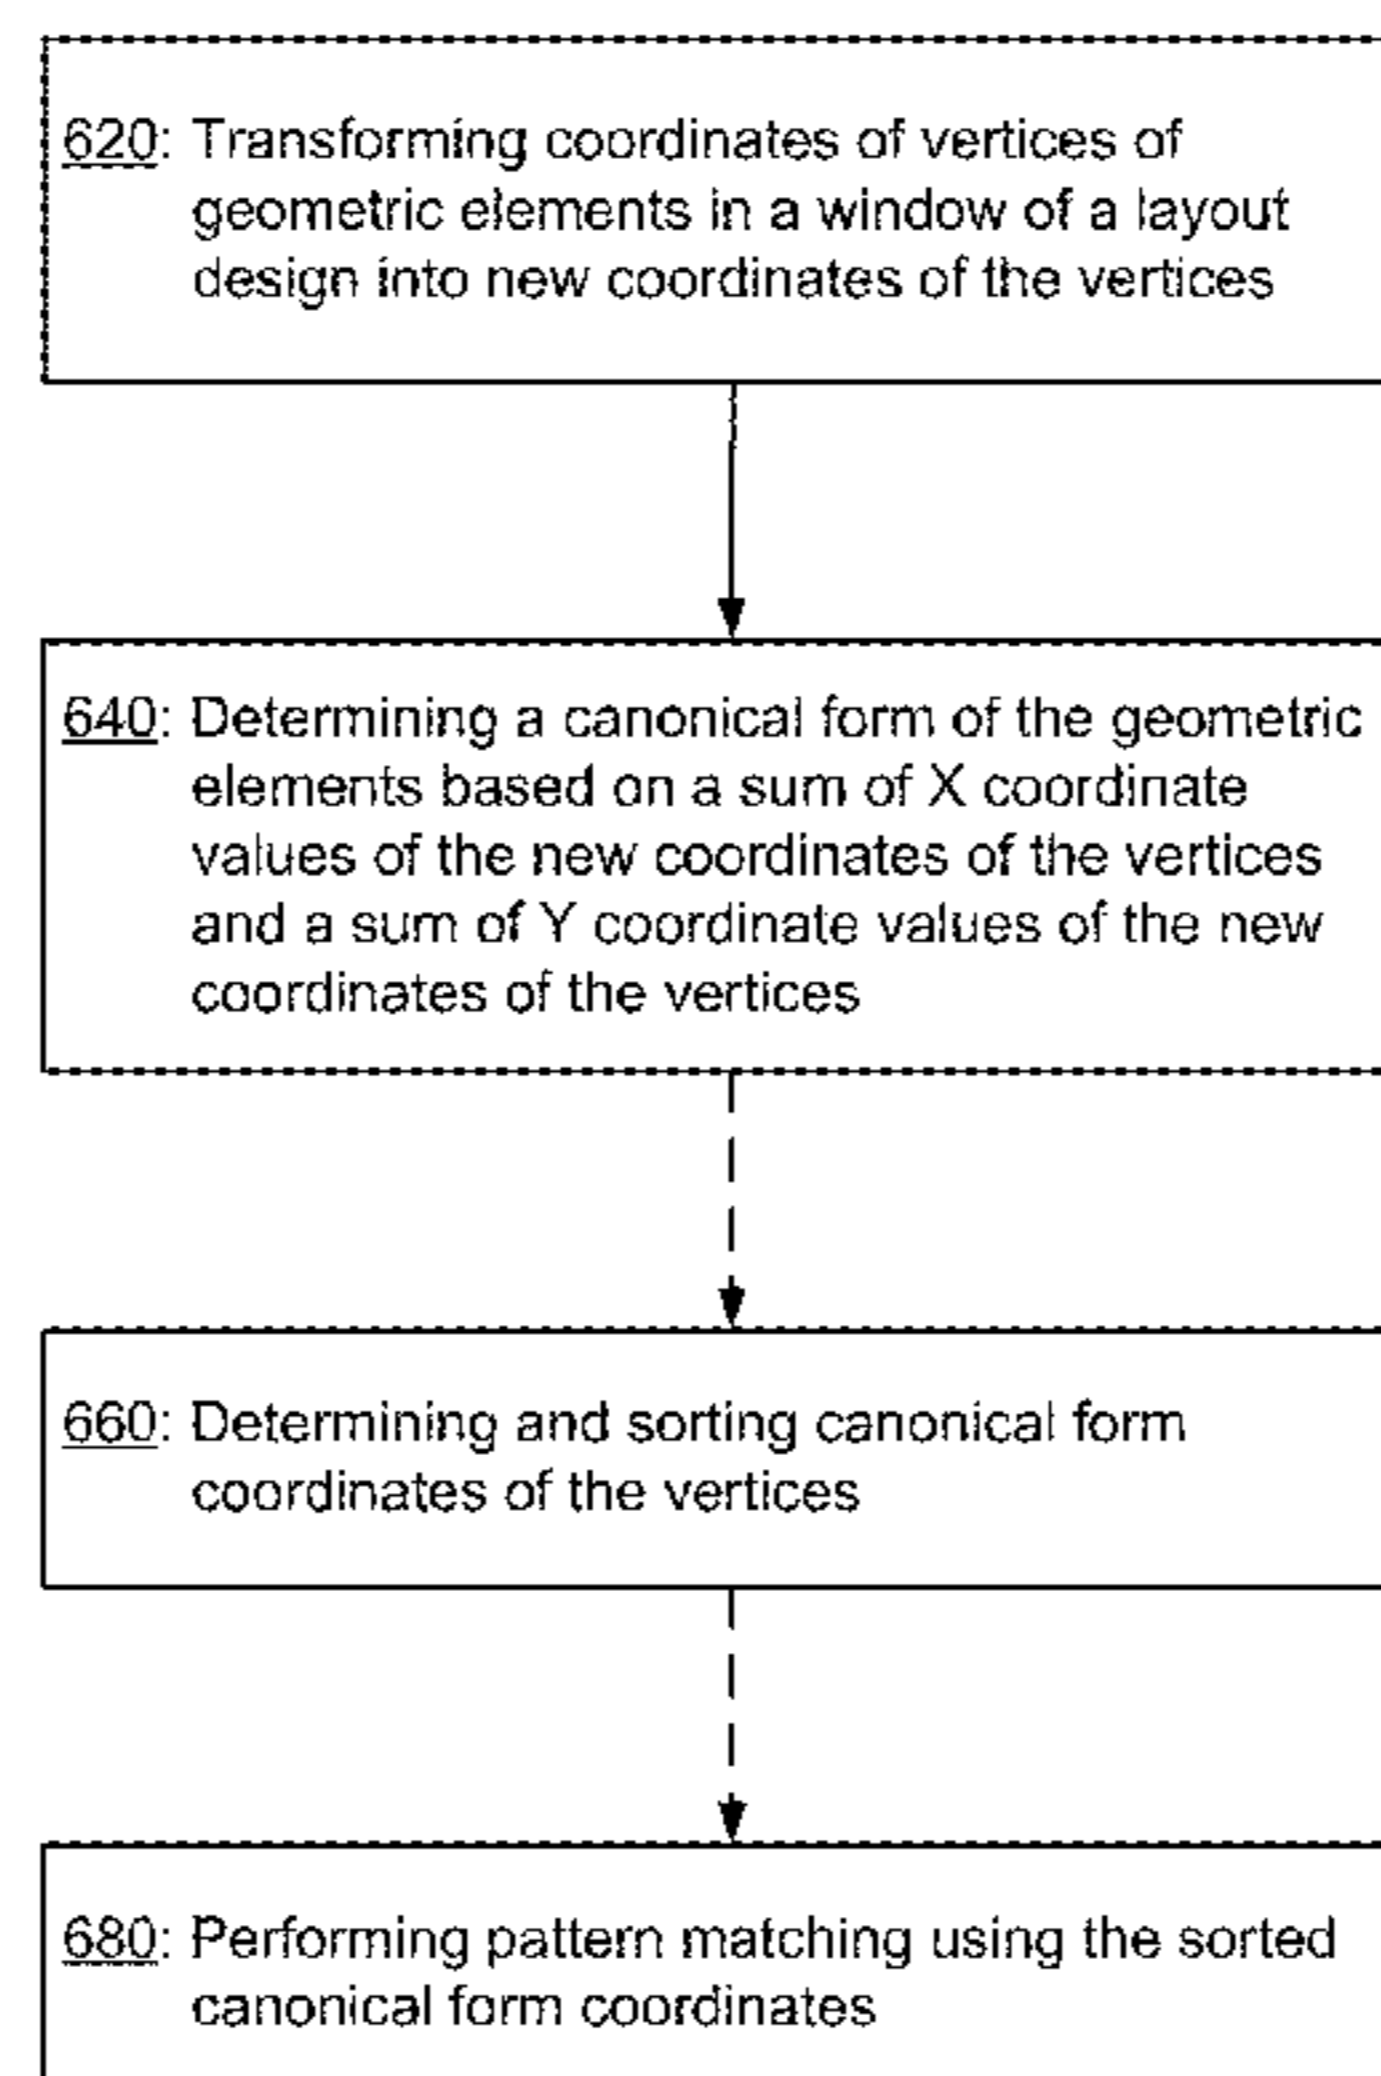 620: Transforming coordinates of vertices of
geometric elements in a window of a layout
design into new coordinates of the vertices
640: Determining a canonical form of the geometric
elements based on a sum of X coordinate
values of the new coordinates of the vertices
and a sum of Y coordinate values of the new
coordinates of the vertices
660: Determining and sorting canonical form
coordinates of the vertices
680: Performing pattern matching using the sorted
canonical form coordinates